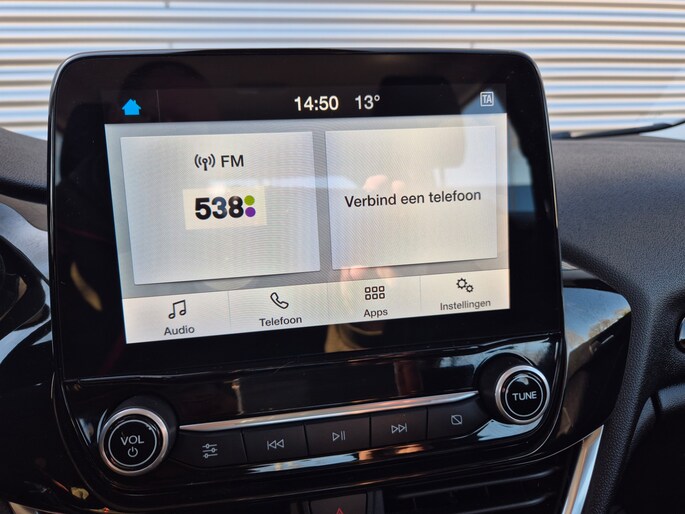 14:50 13° TA
FM
538
Verbind een telefoon
Audio Telefoon Apps Instellingen
VOL
TUNE